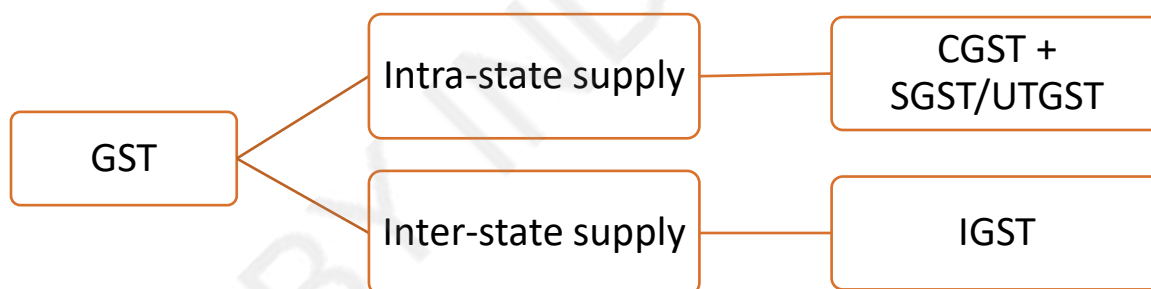 GST
Intra-state supply
CGST +
SGST/UTGST
Inter-state supply
IGST